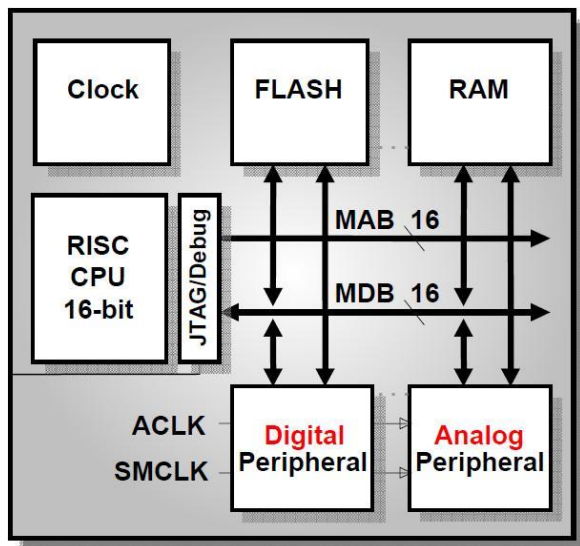 Clock
FLASH
RAM
RISC
CPU
16-bit
JTAG/Debug
MAB 16
MDB 16
ACLK
SMCLK
Digital
Peripheral
Analog
Peripheral